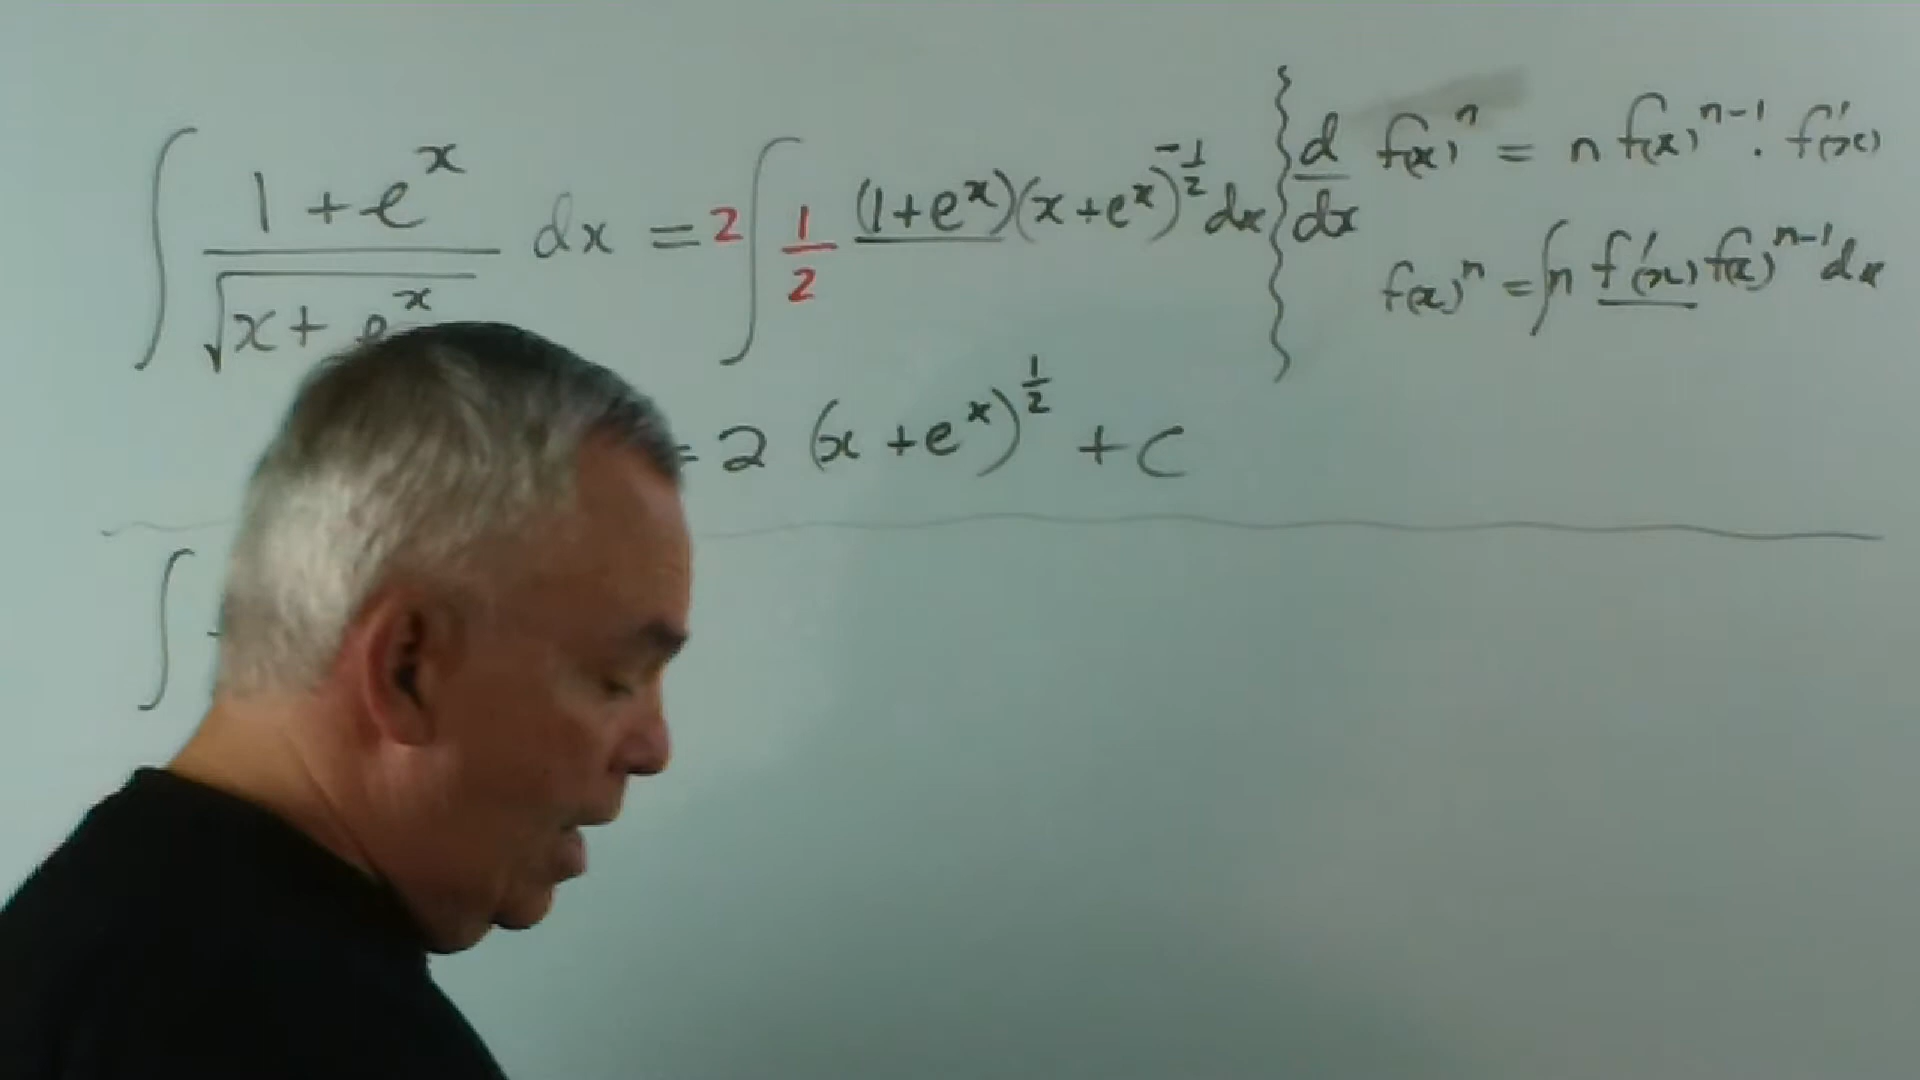 ∫ (1 + e^x)/√(x + e^x) dx = 2 ∫ 1/2 (1+e^x)(x+e^x)^(-1/2) dx
= 2 (x + e^x)^(1/2) + C
d/dx f(x)^n = n f(x)^(n-1) . f'(x)
f(x)^n = ∫ n f'(x) f(x)^(n-1) dx
∫